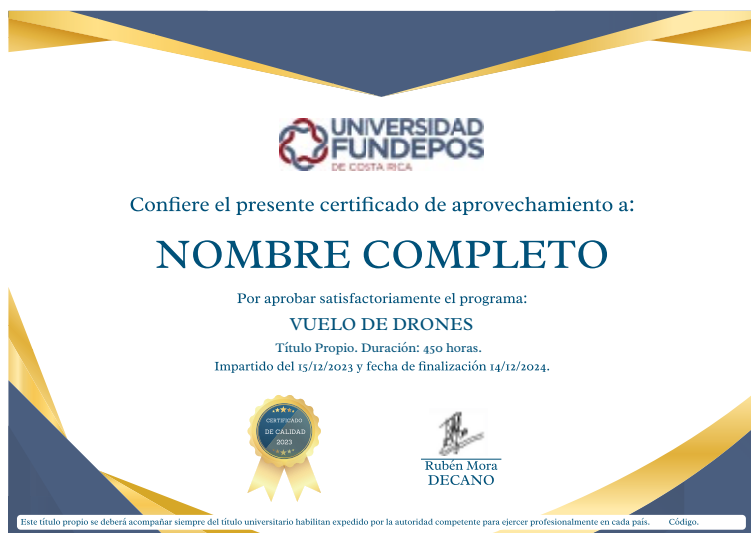 UNIVERSIDAD
FUNDEPOS
DE COSTA RICA
Confiere el presente certificado de aprovechamiento a:
NOMBRE COMPLETO
Por aprobar satisfactoriamente el programa:
VUELO DE DRONES
Título Propio. Duración: 450 horas.
Impartido del 15/12/2023 y fecha de finalización 14/12/2024.
CERTIFICADO
DE CALIDAD
2023
Rubén Mora
DECANO
Este título propio se deberá acompañar siempre del título universitario habilitan expedido por la autoridad competente para ejercer profesionalmente en cada país. Código.